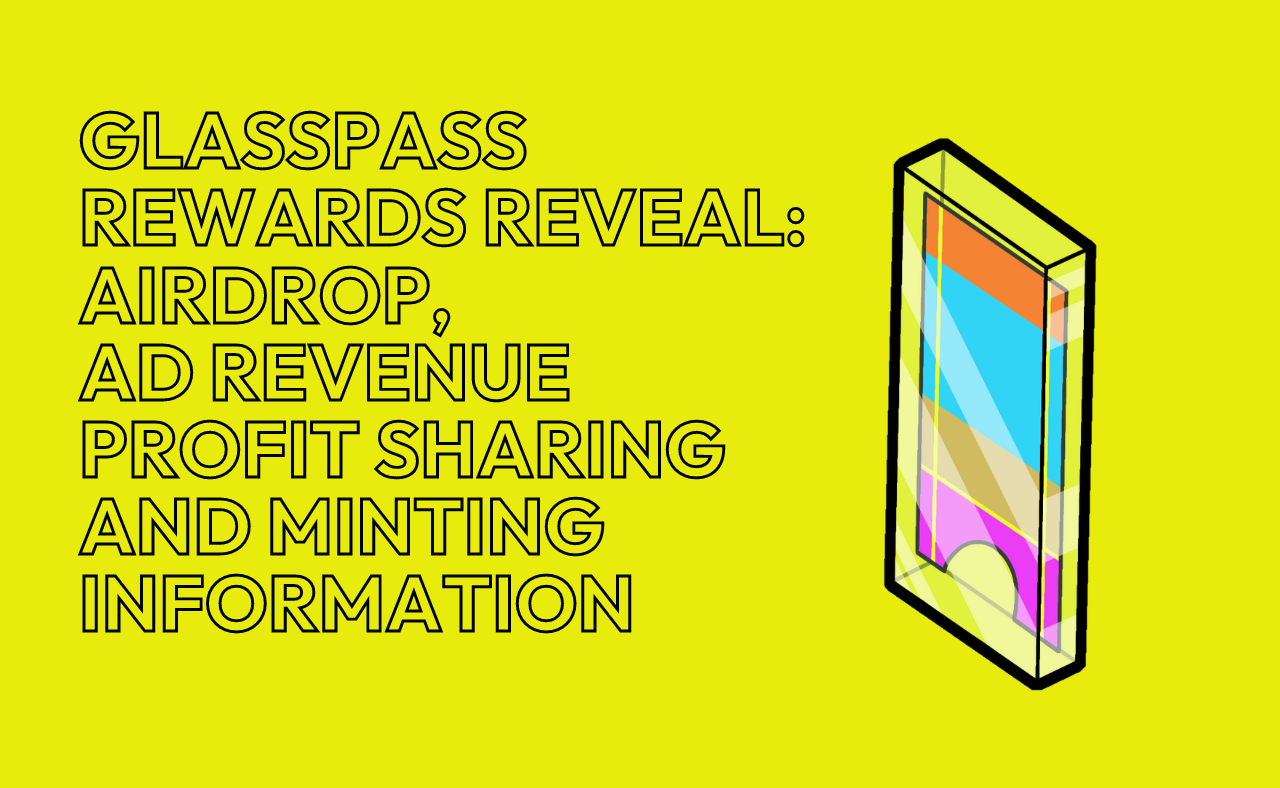 GLASSPASS
REWARDS REVEAL:
AIRDROP,
AD REVENUE
PROFIT SHARING
AND MINTING
INFORMATION